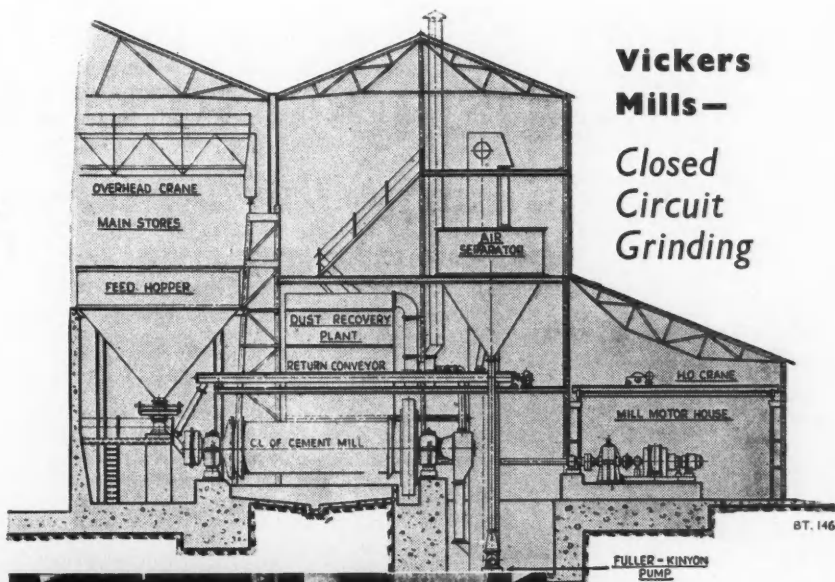 Vickers
Mills—
Closed
Circuit
Grinding
OVERHEAD CRANE
MAIN STORES
AIR
SEPARATOR
FEED HOPPER
DUST RECOVERY
PLANT
RETURN CONVEYOR
H.O CRANE
MILL MOTOR HOUSE
C.L OF CEMENT MILL
BT. 146
FULLER-KINYON
PUMP